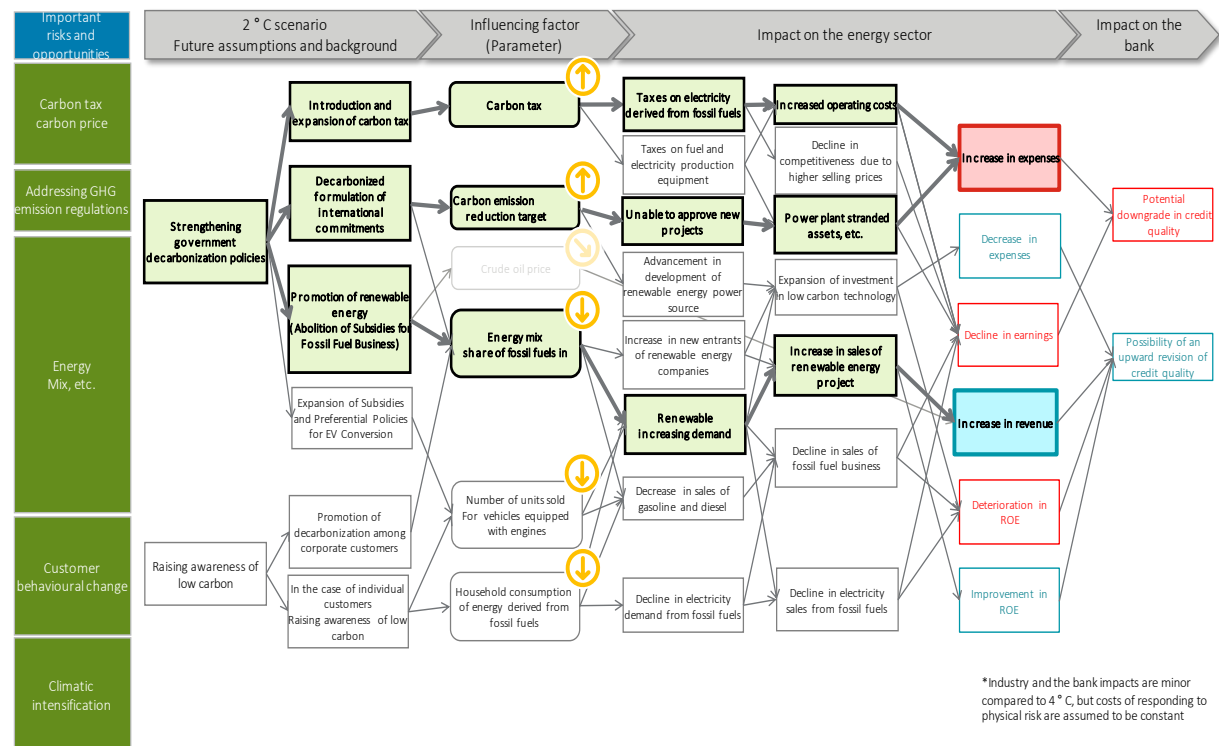 Important
risks and
opportunities
2 ° C scenario
Future assumptions and background
Influencing factor
(Parameter)
Impact on the energy sector
Impact on the
bank
Carbon tax
carbon price
Addressing GHG
emission regulations
Energy
Mix, etc.
Customer
behavioural change
Climatic
intensification
Strengthening
government
decarbonization policies
Raising awareness of
low carbon
Introduction and
expansion of carbon tax
Decarbonized
formulation of
International
commitments
Promotion of renewable
energy
(Abolition of Subsidies for
Fossil Fuel Business)
Expansion of Subsidies
and Preferential Policies
for EV Conversion
Promotion of
decarbonization among
corporate customers
In the case of individual
customers
Raising awareness of low
carbon
Carbon tax
Carbon emission
reduction target
Crude oil price
Energy mix
share of fossil fuels in
Number of units sold
For vehicles equipped
with engines
Household consumption
of energy derived from
fossil fuels
Taxes on electricity
derived from fossil fuels
Taxes on fuel and
electricity production
equipment
Unable to approve new
projects
Advancement in
development of
renewable energy power
source
Increase in new entrants
of renewable energy
companies
Renewable
increasing demand
Decrease in sales of
gasoline and diesel
Decline in electricity
demand from fossil fuels
Increased operating costs
Decline in
competitiveness due to
higher selling prices
Power plant stranded
assets, etc.
Expansion of investment
in low carbon technology
Increase in sales of
renewable energy
project
Decline in sales of
fossil fuel business
Decline in electricity
sales from fossil fuels
Increase in expenses
Decrease in
expenses
Decline in earnings
Increase in revenue
Deterioration in
ROE
Improvement in
ROE
Potential
downgrade in credit
quality
Possibility of an
upward revision of
credit quality
*Industry and the bank impacts are minor
compared to 4 ° C, but costs of responding to
physical risk are assumed to be constant